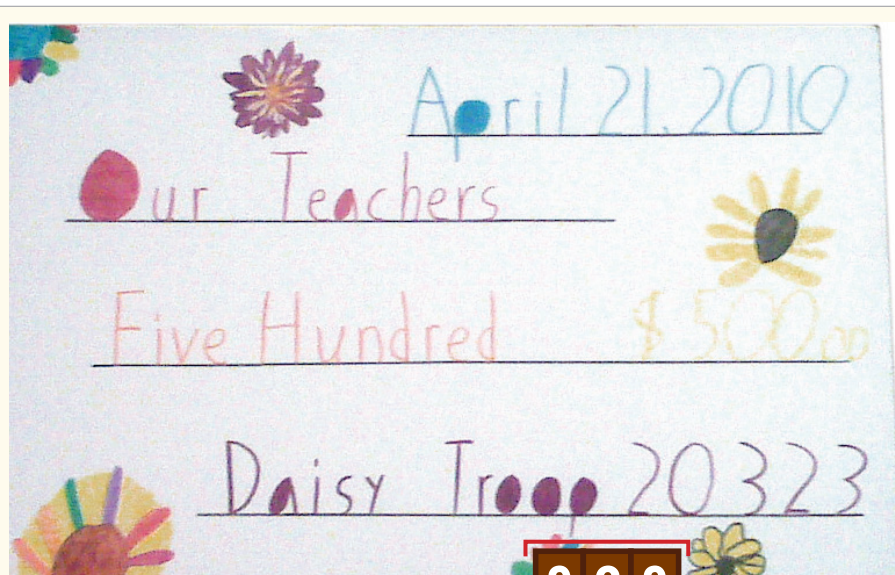 April 21, 2010
Our Teachers
Five Hundred $500.00
Daisy Troop 20323